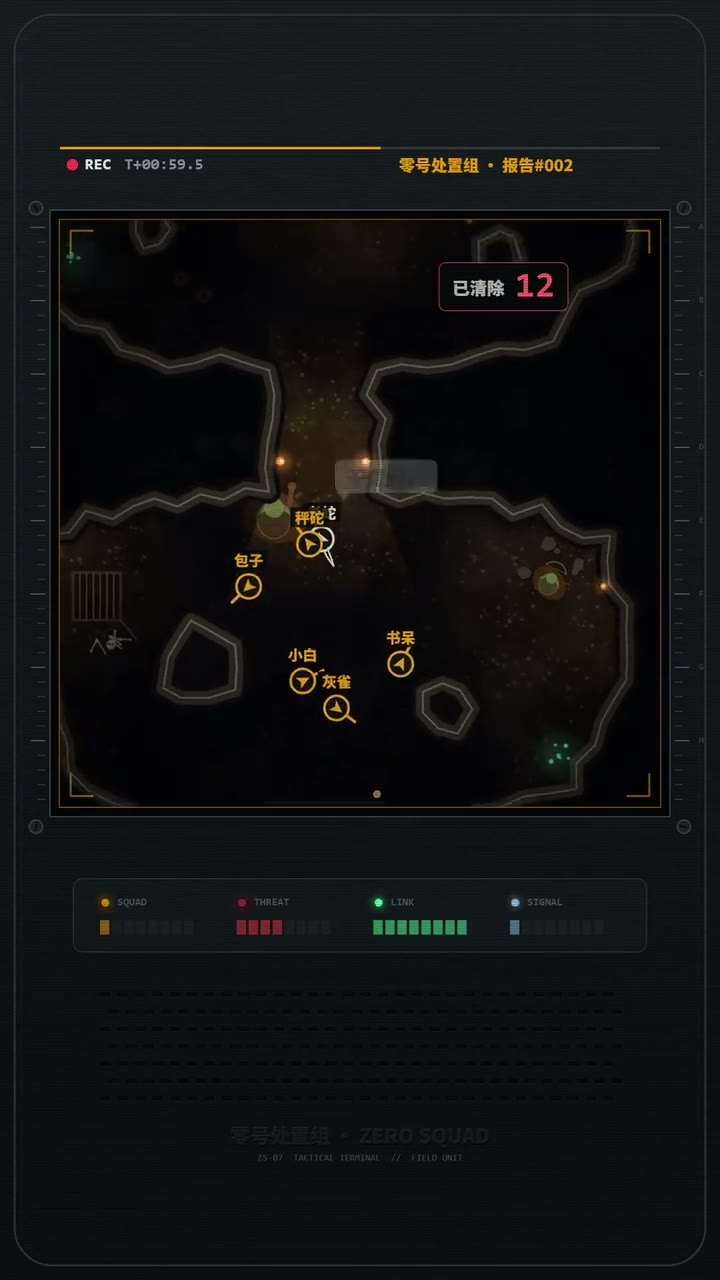 REC T+00:59.5
零号处置组 • 报告#002
已清除 12
秤砣
包子
书呆
小白
灰雀
SQUAD
THREAT
LINK
SIGNAL
零号处置组 • ZERO SQUAD
ZS-07 TACTICAL TERMINAL // FIELD UNIT
A
B
C
D
E
F
G
H